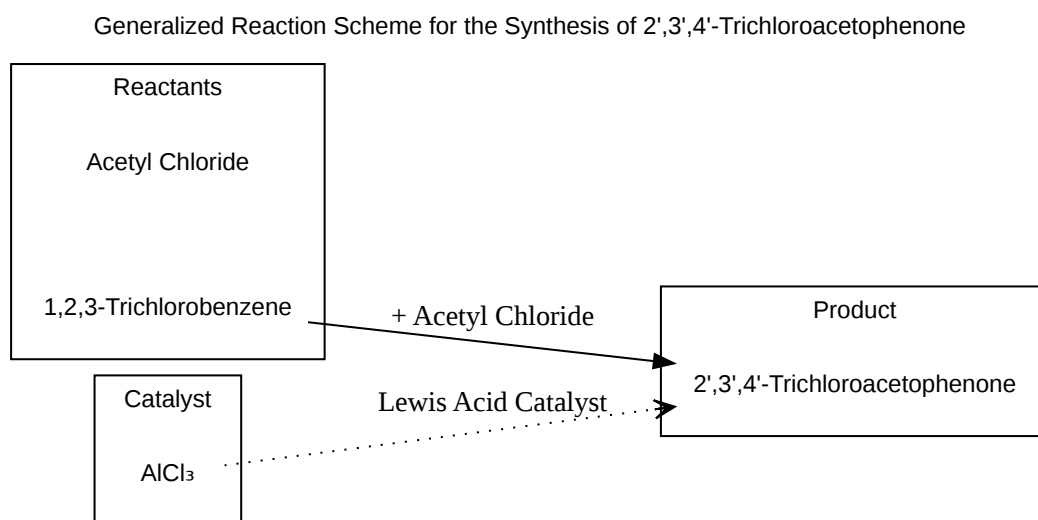 Generalized Reaction Scheme for the Synthesis of 2',3',4'-Trichloroacetophenone
Reactants
Acetyl Chloride
1,2,3-Trichlorobenzene
+ Acetyl Chloride
Product
2',3',4'-Trichloroacetophenone
Catalyst
Lewis Acid Catalyst
AlCl₃